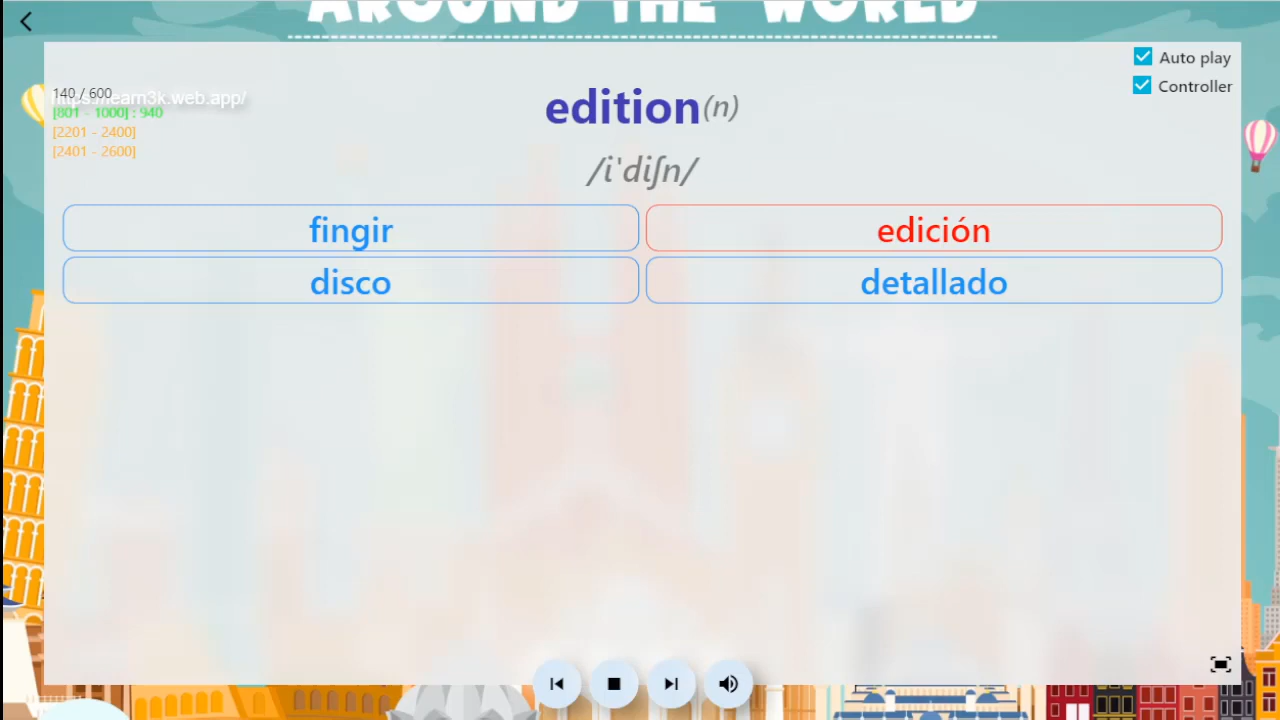 AROUND THE WORLD
Auto play
140 / 600
https://learn3k.web.app/
Controller
edition(n)
[801 - 1000] : 940
[2201 - 2400]
[2401 - 2600]
/i'diʃn/
fingir
edición
disco
detallado